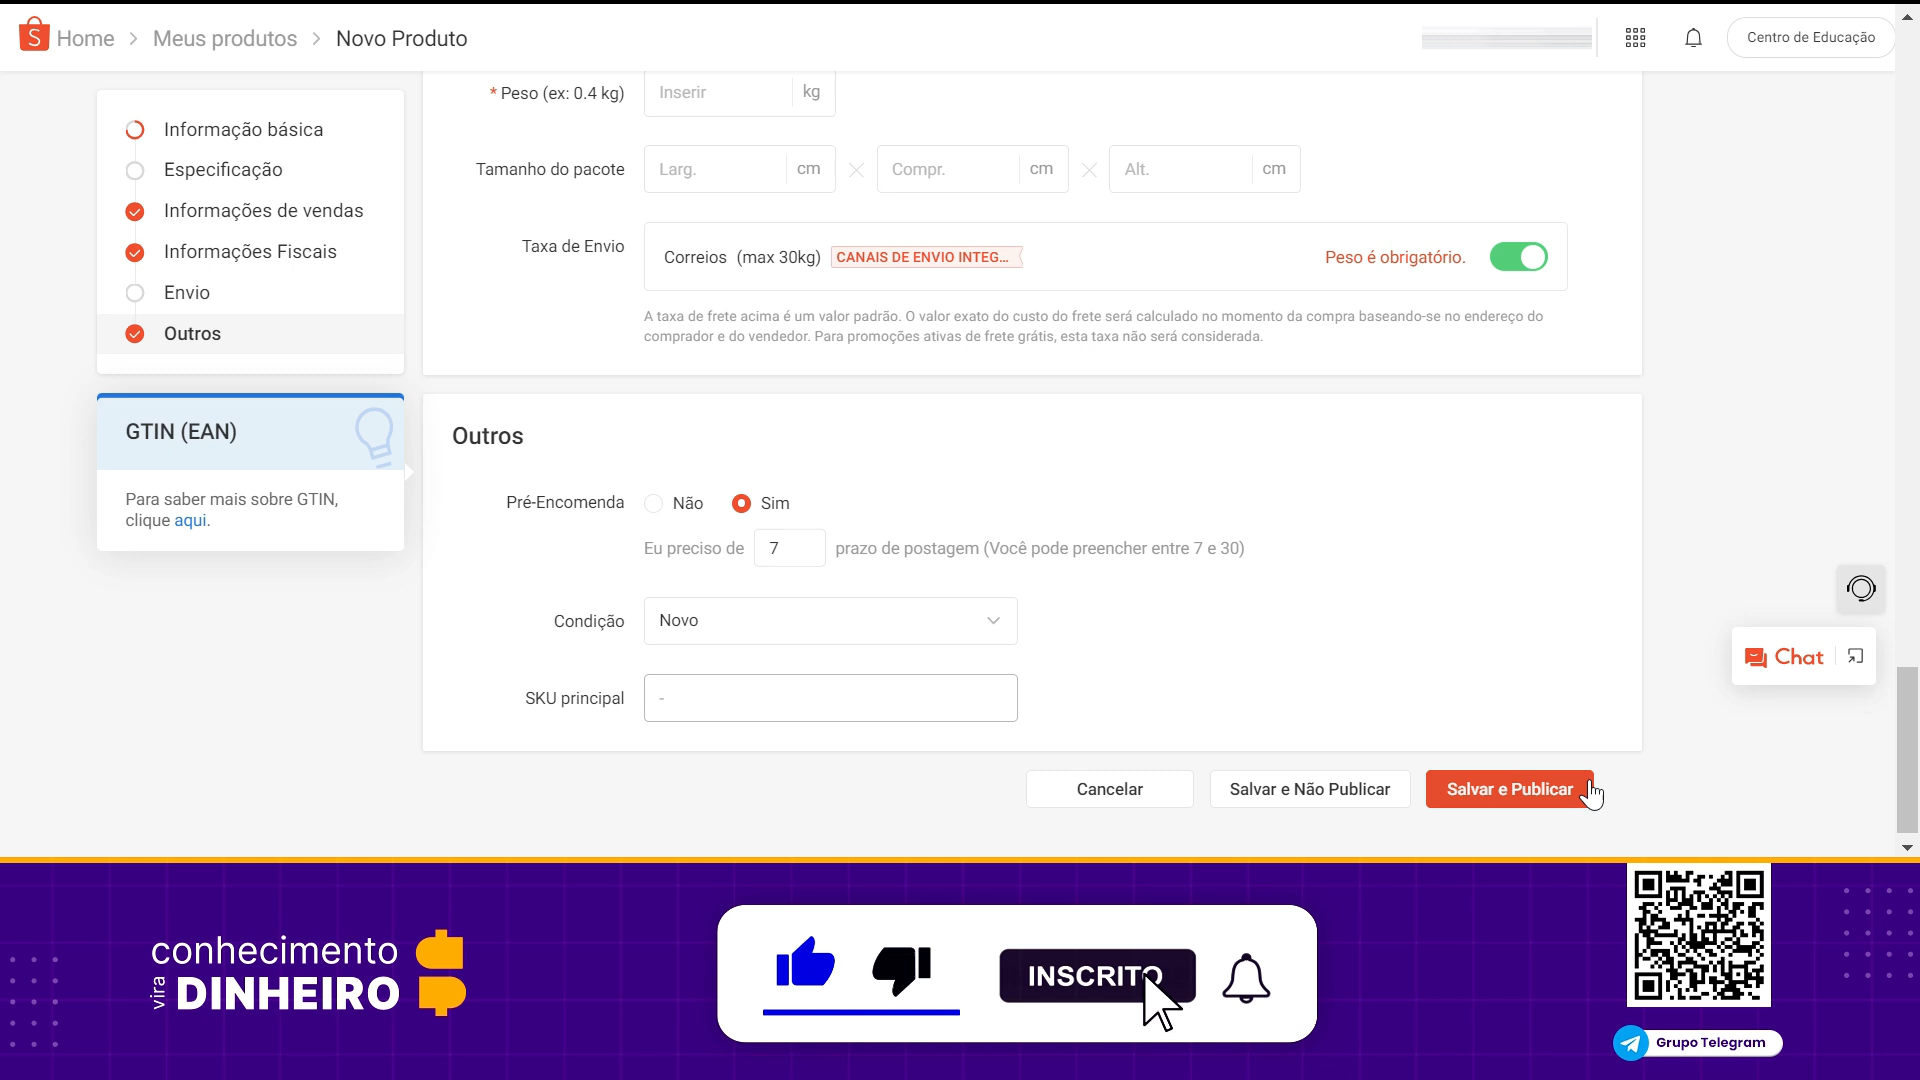 Home > Meus produtos > Novo Produto
Centro de Educação
Informação básica
Especificação
Informações de vendas
Informações Fiscais
Envio
Outros
GTIN (EAN)
Para saber mais sobre GTIN,
clique aqui.
* Peso (ex: 0.4 kg) Inserir kg
Tamanho do pacote Larg. cm Compr. cm Alt. cm
Taxa de Envio Correios (max 30kg) CANAIS DE ENVIO INTEG... Peso é obrigatório.
A taxa de frete acima é um valor padrão. O valor exato do custo do frete será calculado no momento da compra baseando-se no endereço do
comprador e do vendedor. Para promoções ativas de frete grátis, esta taxa não será considerada.
Outros
Pré-Encomenda Não Sim
Eu preciso de 7 prazo de postagem (Você pode preencher entre 7 e 30)
Condição Novo
SKU principal -
Cancelar Salvar e Não Publicar Salvar e Publicar
Chat
conhecimento
vira DINHEIRO
INSCRITO
Grupo Telegram